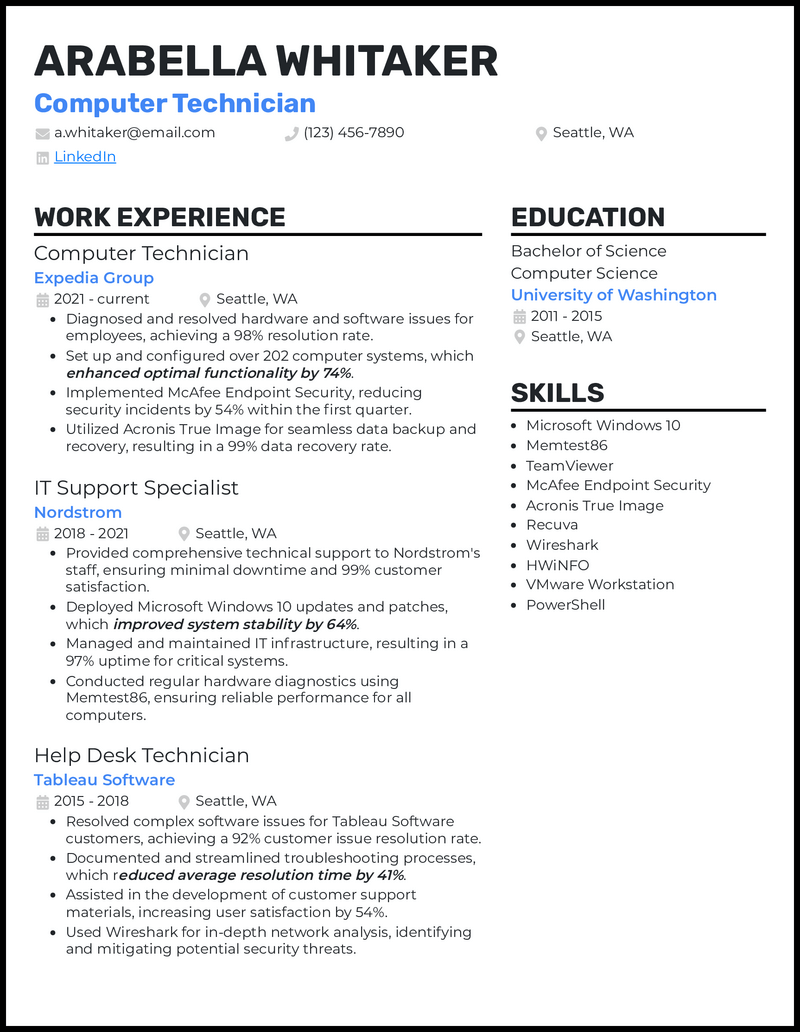 ARABELLA WHITAKER
Computer Technician
a.whitaker@email.com
(123) 456-7890
Seattle, WA
LinkedIn
WORK EXPERIENCE
Computer Technician
Expedia Group
2021 - current
Seattle, WA
• Diagnosed and resolved hardware and software issues for
employees, achieving a 98% resolution rate.
• Set up and configured over 202 computer systems, which
enhanced optimal functionality by 74%.
• Implemented McAfee Endpoint Security, reducing
security incidents by 54% within the first quarter.
• Utilized Acronis True Image for seamless data backup and
recovery, resulting in a 99% data recovery rate.
IT Support Specialist
Nordstrom
2018 - 2021
Seattle, WA
• Provided comprehensive technical support to Nordstrom's
staff, ensuring minimal downtime and 99% customer
satisfaction.
• Deployed Microsoft Windows 10 updates and patches,
which improved system stability by 64%.
• Managed and maintained IT infrastructure, resulting in a
97% uptime for critical systems.
• Conducted regular hardware diagnostics using
Memtest86, ensuring reliable performance for all
computers.
Help Desk Technician
Tableau Software
2015 - 2018
Seattle, WA
• Resolved complex software issues for Tableau Software
customers, achieving a 92% customer issue resolution rate.
• Documented and streamlined troubleshooting processes,
which reduced average resolution time by 41%.
• Assisted in the development of customer support
materials, increasing user satisfaction by 54%.
• Used Wireshark for in-depth network analysis, identifying
and mitigating potential security threats.
EDUCATION
Bachelor of Science
Computer Science
University of Washington
2011 - 2015
Seattle, WA
SKILLS
• Microsoft Windows 10
• Memtest86
• TeamViewer
• McAfee Endpoint Security
• Acronis True Image
• Recuva
• Wireshark
• HWiNFO
• VMware Workstation
• PowerShell